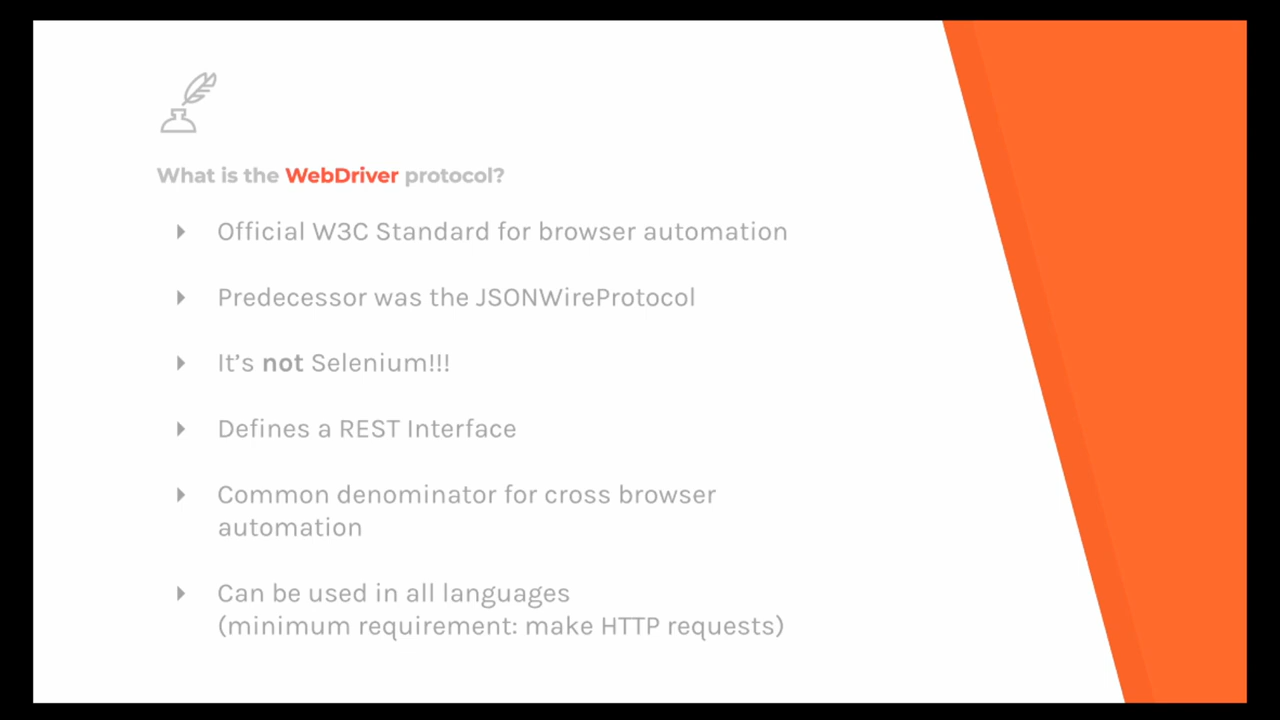 What is the WebDriver protocol?
Official W3C Standard for browser automation
Predecessor was the JSONWireProtocol
It’s not Selenium!!!
Defines a REST Interface
Common denominator for cross browser
automation
Can be used in all languages
(minimum requirement: make HTTP requests)